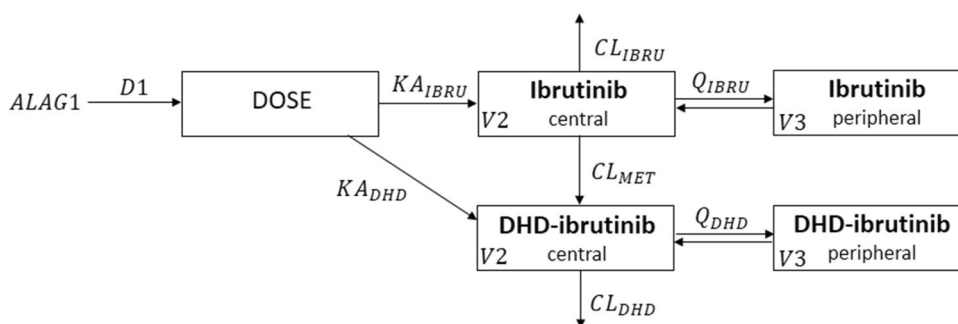 CL_IBRU
ALAG1
D1
DOSE
KA_IBRU
Ibrutinib
central
V2
Q_IBRU
Ibrutinib
peripheral
V3
KA_DHD
CL_MET
DHD-ibrutinib
central
V2
Q_DHD
DHD-ibrutinib
peripheral
V3
CL_DHD